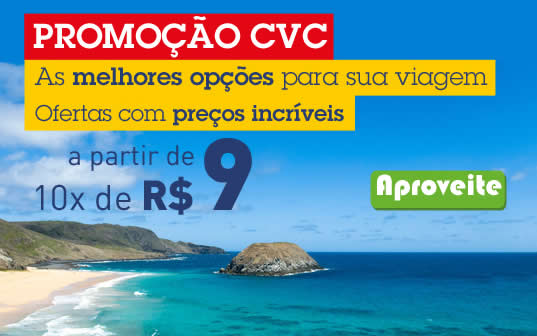 PROMOÇÃO CVC
As melhores opções para sua viagem
Ofertas com preços incríveis
a partir de
10x de R$ 9
Aproveite